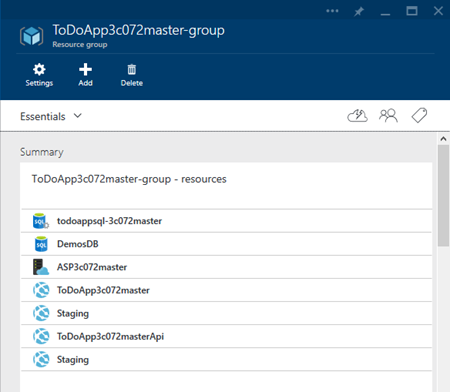 ToDoApp3c072master-group
Resource group
Settings Add Delete
Essentials
Summary
ToDoApp3c072master-group - resources
todoappsql-3c072master
DemosDB
ASP3c072master
ToDoApp3c072master
Staging
ToDoApp3c072masterApi
Staging